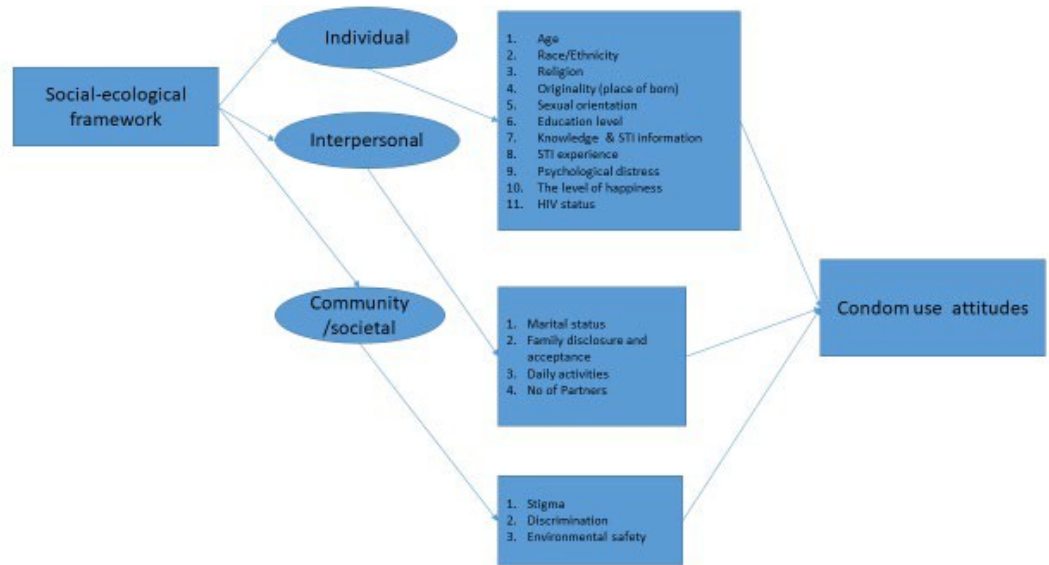 Social-ecological
framework
Individual
Interpersonal
Community
/societal
1. Age
2. Race/Ethnicity
3. Religion
4. Originality (place of born)
5. Sexual orientation
6. Education level
7. Knowledge & STI information
8. STI experience
9. Psychological distress
10. The level of happiness
11. HIV status
1. Marital status
2. Family disclosure and
acceptance
3. Daily activities
4. No of Partners
1. Stigma
2. Discrimination
3. Environmental safety
Condom use attitudes